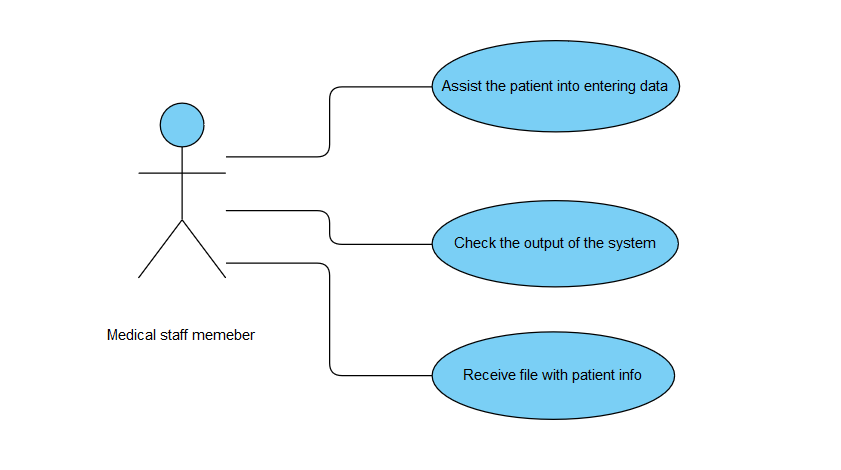 Assist the patient into entering data
Check the output of the system
Medical staff memeber
Receive file with patient info